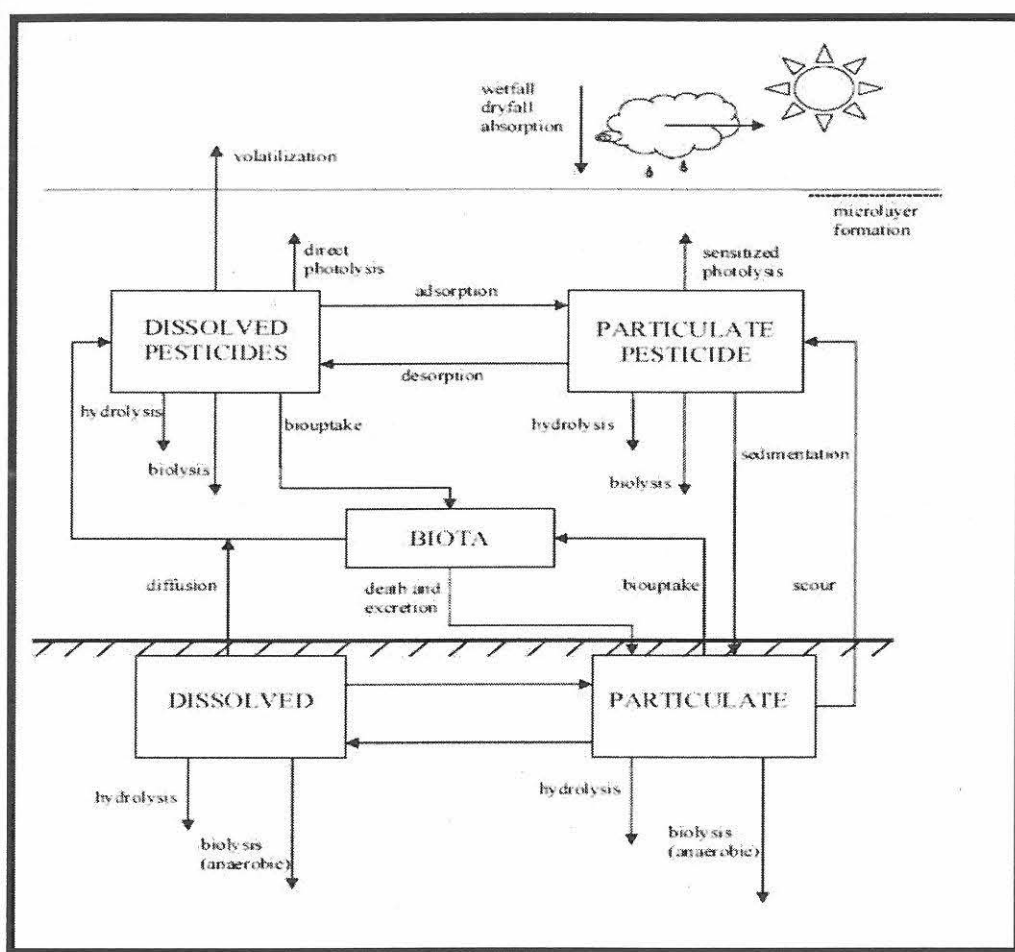 wetfall
dryfall
absorption
volatilization
microlayer
formation
direct
photolysis
sensitized
photolysis
adsorption
DISSOLVED
PESTICIDES
PARTICULATE
PESTICIDE
desorption
hydrolysis
biouptake
hydrolysis
sedimentation
biolysis
biolysis
BIOTA
diffusion
death and
excretion
biouptake
scour
DISSOLVED
PARTICULATE
hydrolysis
hydrolysis
biolysis
(anaerobic)
biolysis
(anaerobic)